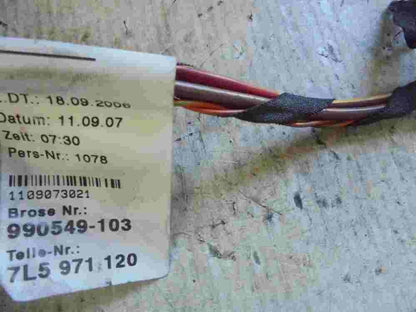 .DT.: 18.09.2006
Datum: 11.09.07
Zeit: 07:30
Pers-Nr.: 1078
1109073021
Brose Nr.:
990549-103
Teile-Nr.:
7L5 971 120